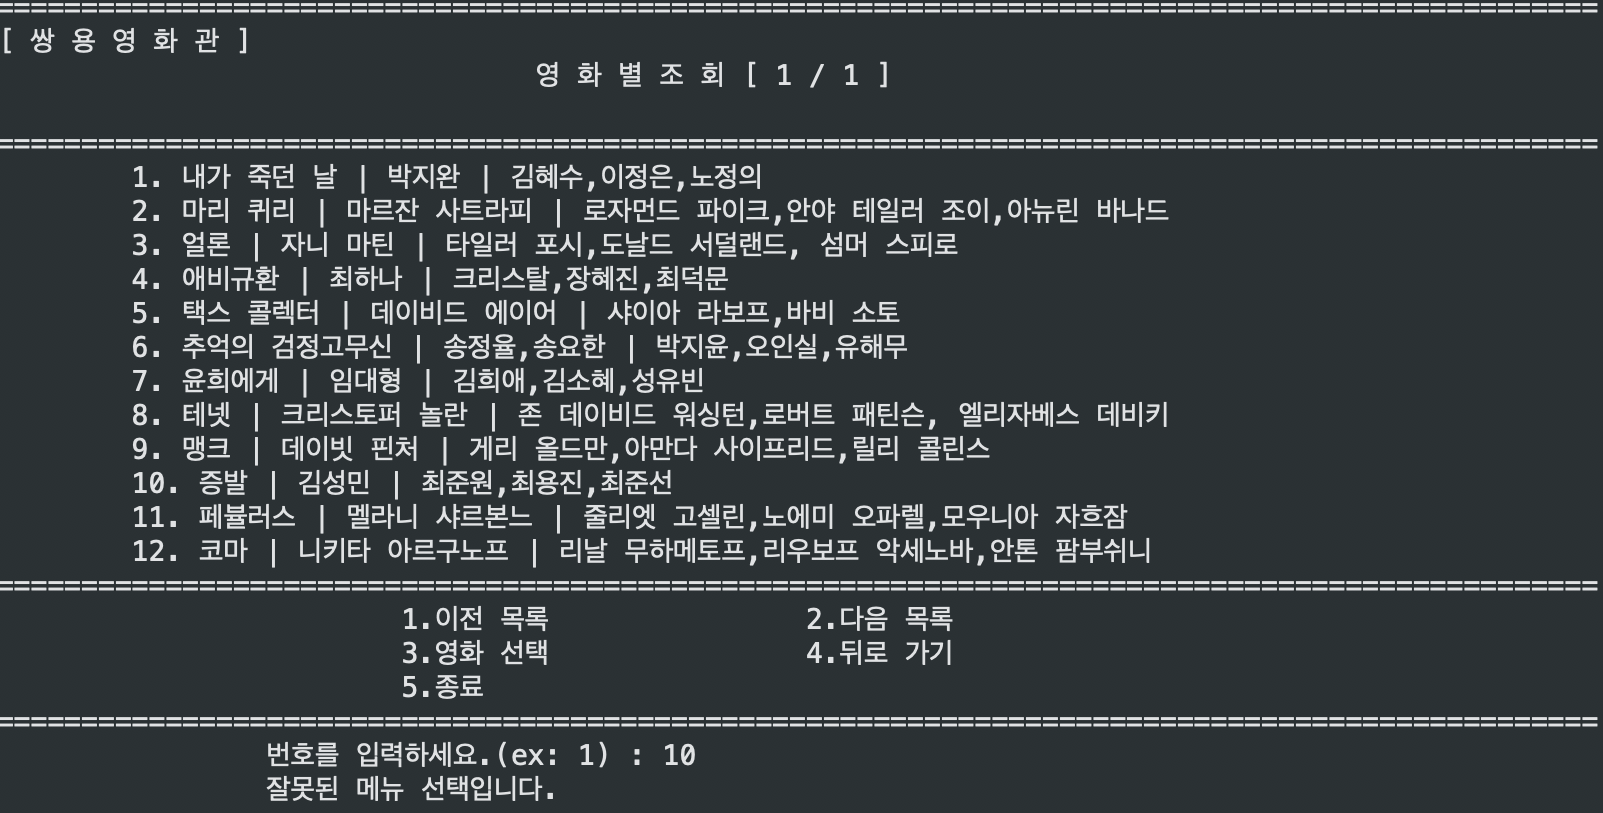 ================================================================================================
[ 쌍 용 영 화 관 ]
영 화 별 조 회 [ 1 / 1 ]
================================================================================================
1. 내가 죽던 날 | 박지완 | 김혜수,이정은,노정의
2. 마리 퀴리 | 마르잔 사트라피 | 로자먼드 파이크,안야 테일러 조이,아뉴린 바나드
3. 얼론 | 자니 마틴 | 타일러 포시,도날드 서덜랜드, 섬머 스피로
4. 애비규환 | 최하나 | 크리스탈,장혜진,최덕문
5. 택스 콜렉터 | 데이비드 에이어 | 샤이아 라보프,바비 소토
6. 추억의 검정고무신 | 송정율,송요한 | 박지윤,오인실,유해무
7. 윤희에게 | 임대형 | 김희애,김소혜,성유빈
8. 테넷 | 크리스토퍼 놀란 | 존 데이비드 워싱턴,로버트 패틴슨, 엘리자베스 데비키
9. 맹크 | 데이빗 핀처 | 게리 올드만,아만다 사이프리드,릴리 콜린스
10. 증발 | 김성민 | 최준원,최용진,최준선
11. 페뷸러스 | 멜라니 샤르본느 | 줄리엣 고셀린,노에미 오파렐,모우니아 자흐잠
12. 코마 | 니키타 아르구노프 | 리날 무하메토프,리우보프 악세노바,안톤 팜부쉬니
================================================================================================
1.이전 목록 2.다음 목록
3.영화 선택 4.뒤로 가기
5.종료
================================================================================================
번호를 입력하세요.(ex: 1) : 10
잘못된 메뉴 선택입니다.